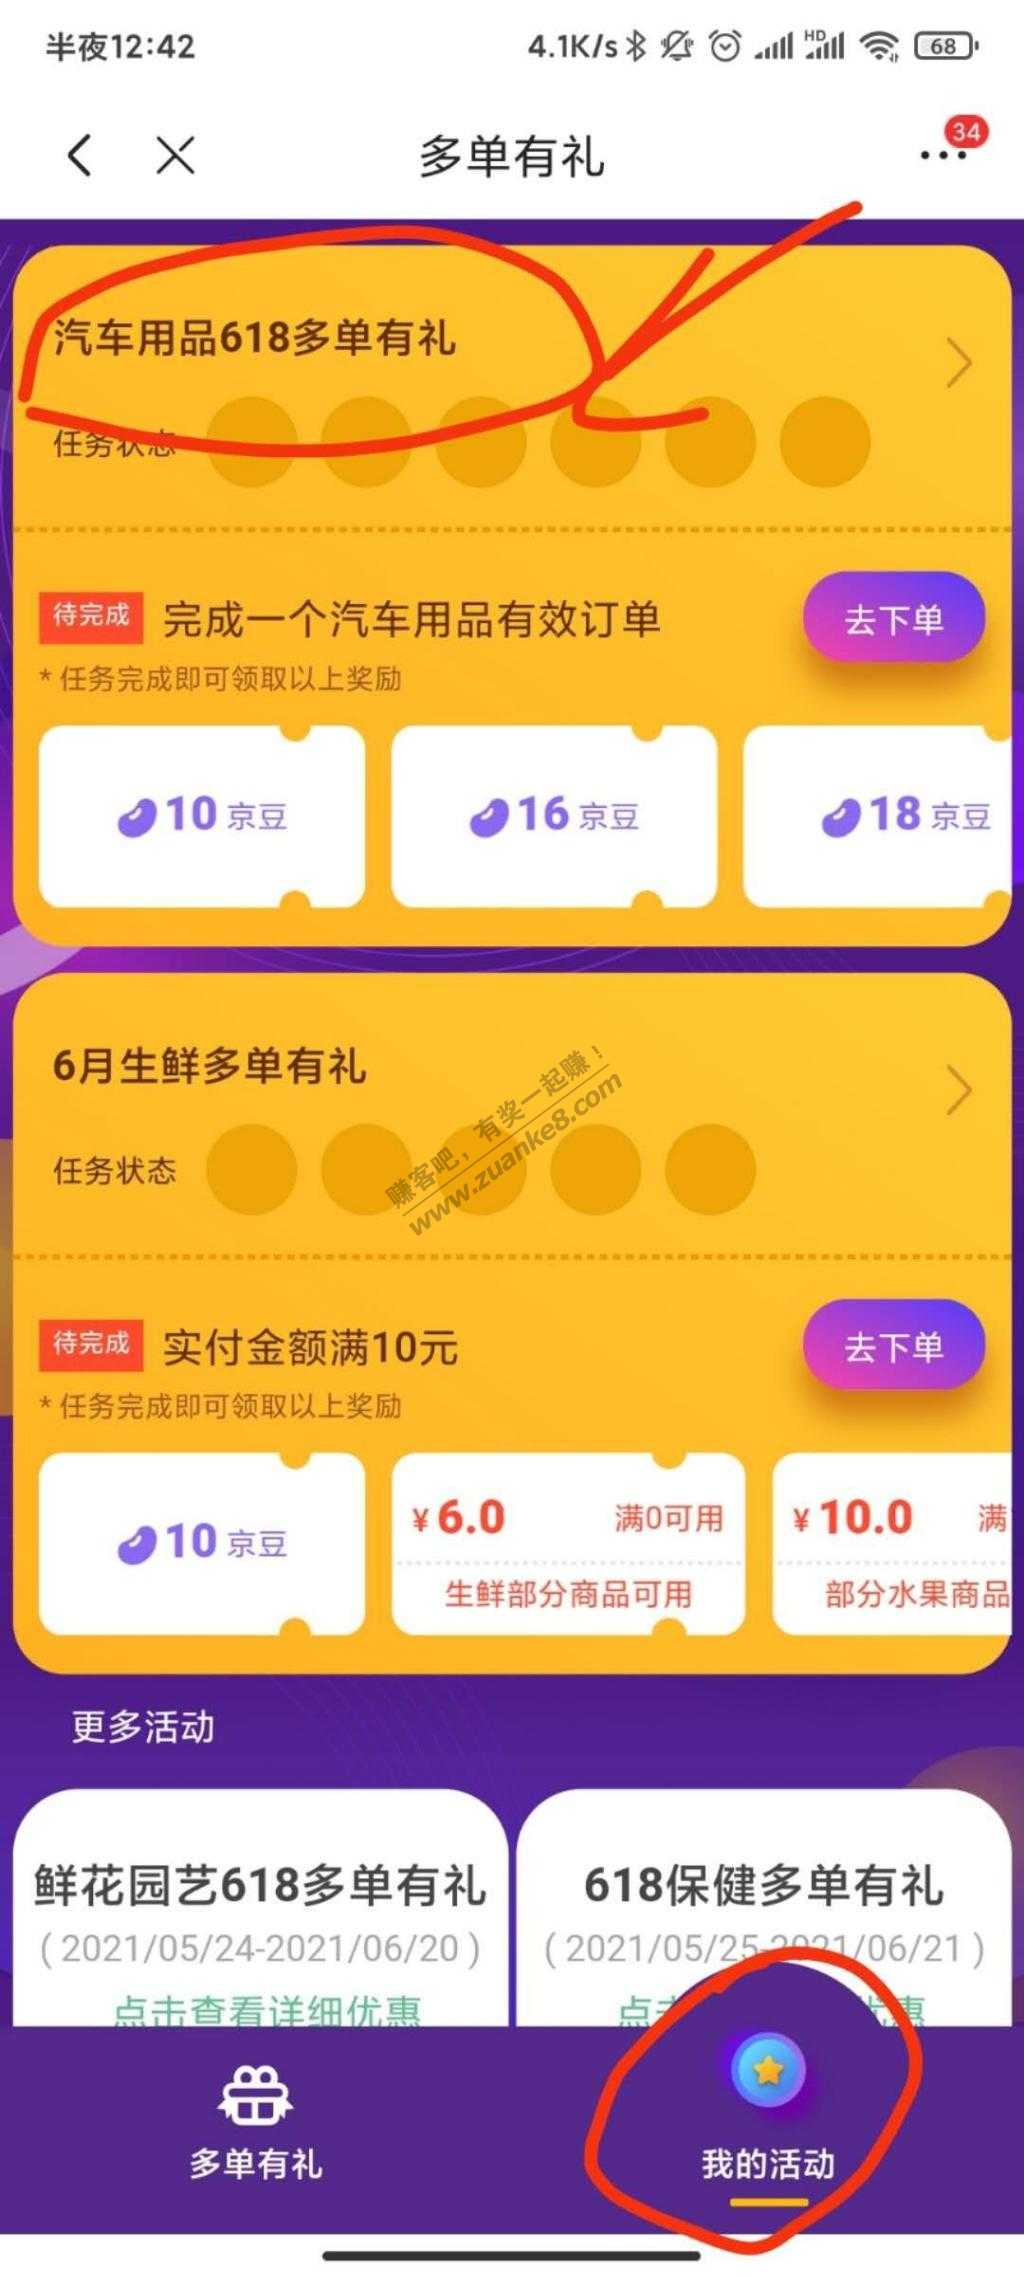 半夜12:42
4.1K/s
HD
68
多单有礼
34
汽车用品618多单有礼
任务状态
待完成 完成一个汽车用品有效订单
去下单
* 任务完成即可领取以上奖励
10 京豆
16 京豆
18 京豆
6月生鲜多单有礼
任务状态
赚客吧，有奖一起赚！
www.zuanke8.com
待完成 实付金额满10元
去下单
* 任务完成即可领取以上奖励
10 京豆
¥ 6.0 满0可用
生鲜部分商品可用
¥ 10.0 满
部分水果商品
更多活动
鲜花园艺618多单有礼
( 2021/05/24-2021/06/20 )
点击查看详细优惠
618保健多单有礼
( 2021/05/25-2021/06/21 )
多单有礼
我的活动